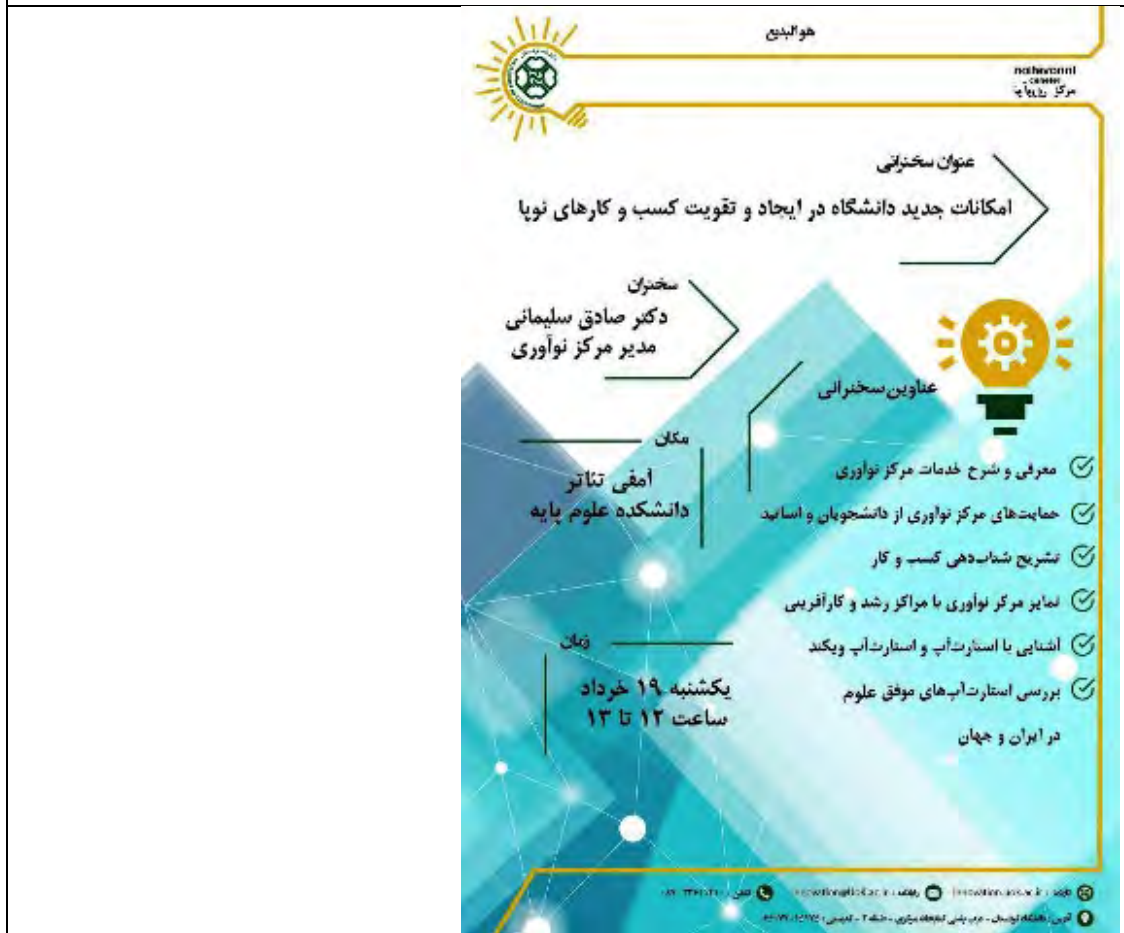 هوالبدیع
عنوان سخنرانی
امکانات جدید دانشگاه در ایجاد و تقویت کسب و کارهای نوپا
سخنران
دکتر صادق سلیمانی
مدیر مرکز نوآوری
عناوین سخنرانی
معرفی و شرح خدمات مرکز نوآوری
حمایت‌های مرکز نوآوری از دانشجویان و اساتید
تشریح شتاب‌دهی کسب و کار
تمایز مرکز نوآوری با مراکز رشد و کارآفرینی
آشنایی با استارت‌آپ و استارت‌آپ ویکند
بررسی استارت‌آپ‌های موفق علوم
در ایران و جهان
مکان
آمفی تئاتر
دانشکده علوم پایه
زمان
یکشنبه ۱۹ خرداد
ساعت ۱۲ تا ۱۳